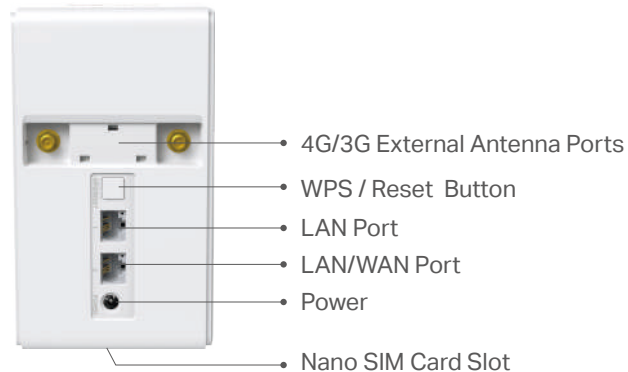 4G/3G External Antenna Ports
WPS / Reset Button
LAN Port
LAN/WAN Port
Power
Nano SIM Card Slot